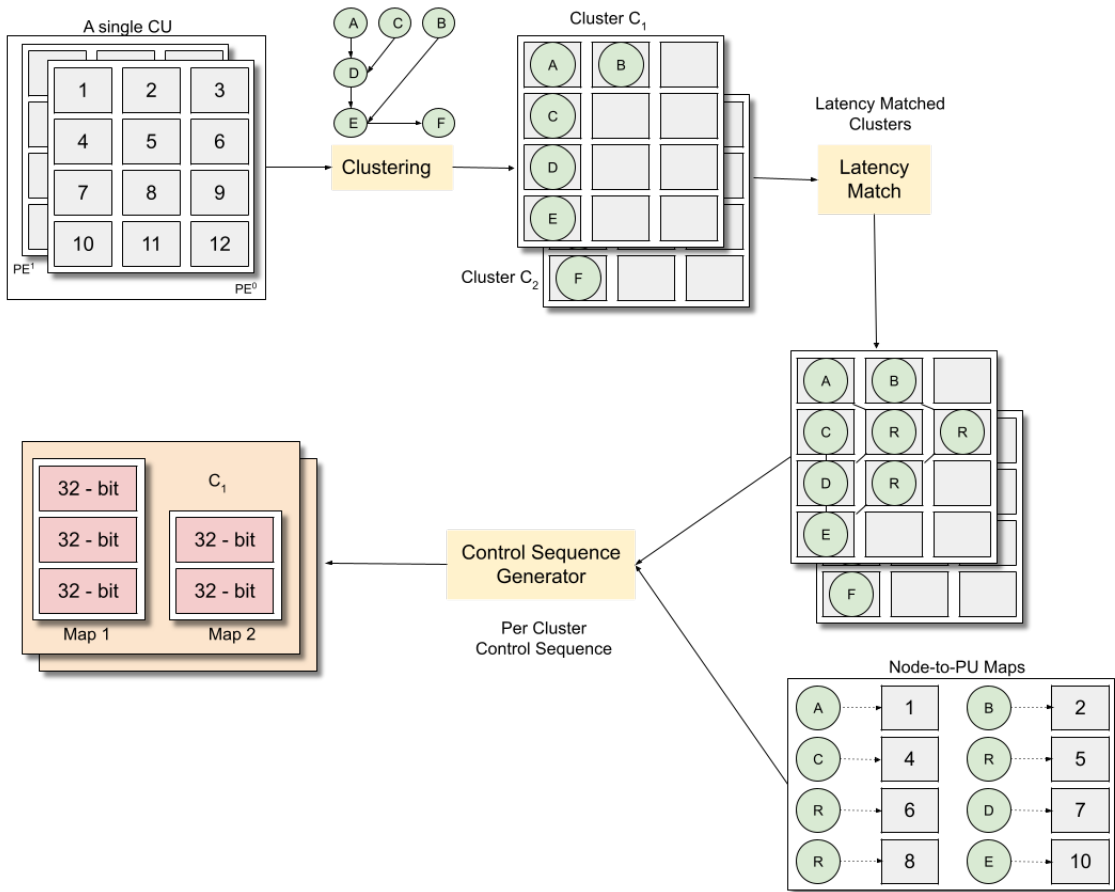 A single CU
1 2 3
4 5 6
7 8 9
10 11 12
PE¹
PE⁰
A C B
D
E F
Clustering
Cluster C₁
A B
C
D
E
Cluster C₂
F
Latency Matched
Clusters
Latency
Match
A B
C R R
D R
E
F
C₁
32 - bit
32 - bit
32 - bit
Map 1
32 - bit
32 - bit
Map 2
Control Sequence
Generator
Per Cluster
Control Sequence
Node-to-PU Maps
A 1 B 2
C 4 R 5
R 6 D 7
R 8 E 10